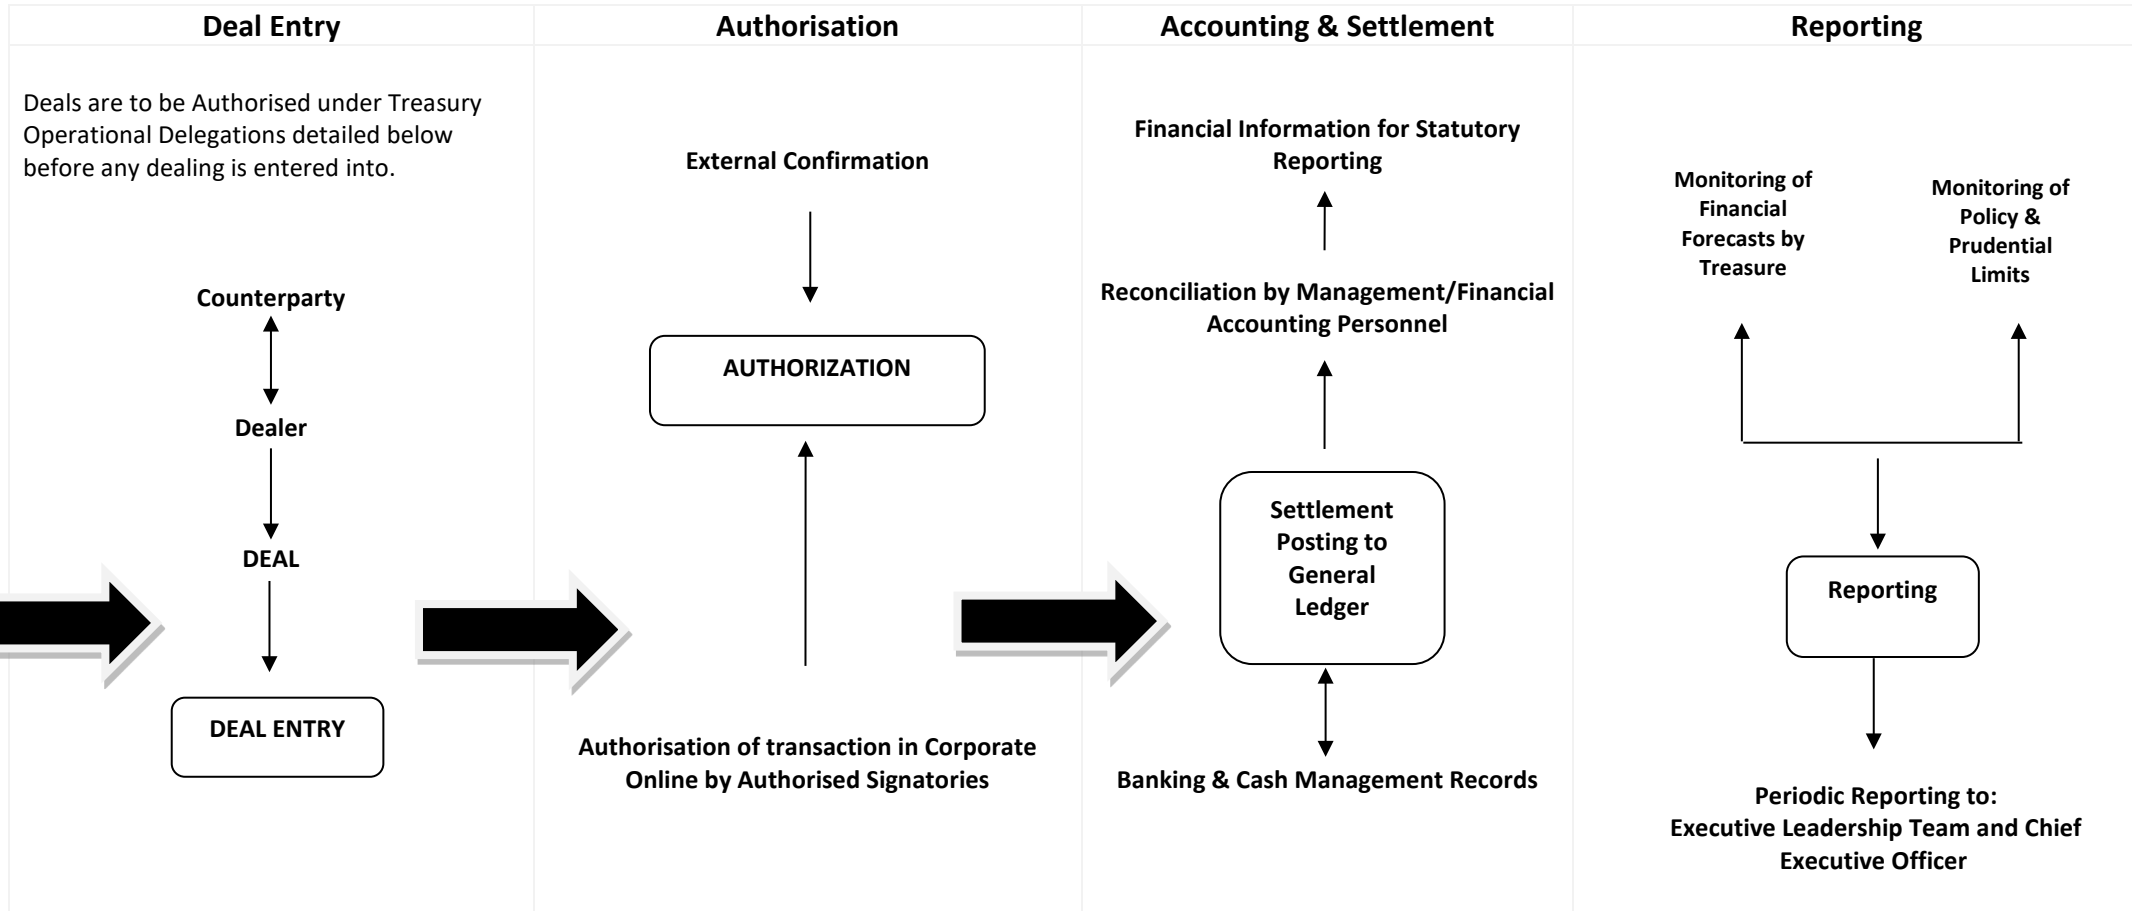 Deal Entry
Authorisation
Accounting & Settlement
Reporting
Deals are to be Authorised under Treasury
Operational Delegations detailed below
before any dealing is entered into.
Counterparty
Dealer
DEAL
DEAL ENTRY
External Confirmation
AUTHORIZATION
Authorisation of transaction in Corporate
Online by Authorised Signatories
Financial Information for Statutory
Reporting
Reconciliation by Management/Financial
Accounting Personnel
Settlement
Posting to
General
Ledger
Banking & Cash Management Records
Monitoring of
Financial
Forecasts by
Treasure
Monitoring of
Policy &
Prudential
Limits
Reporting
Periodic Reporting to:
Executive Leadership Team and Chief
Executive Officer